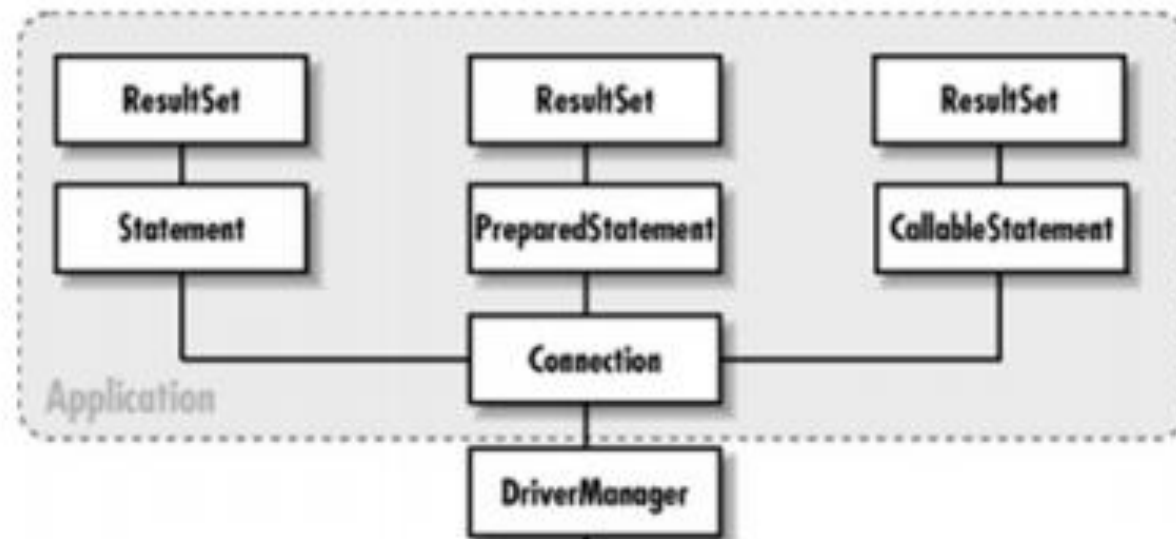 ResultSet ResultSet ResultSet
Statement PreparedStatement CallableStatement
Connection
Application
DriverManager